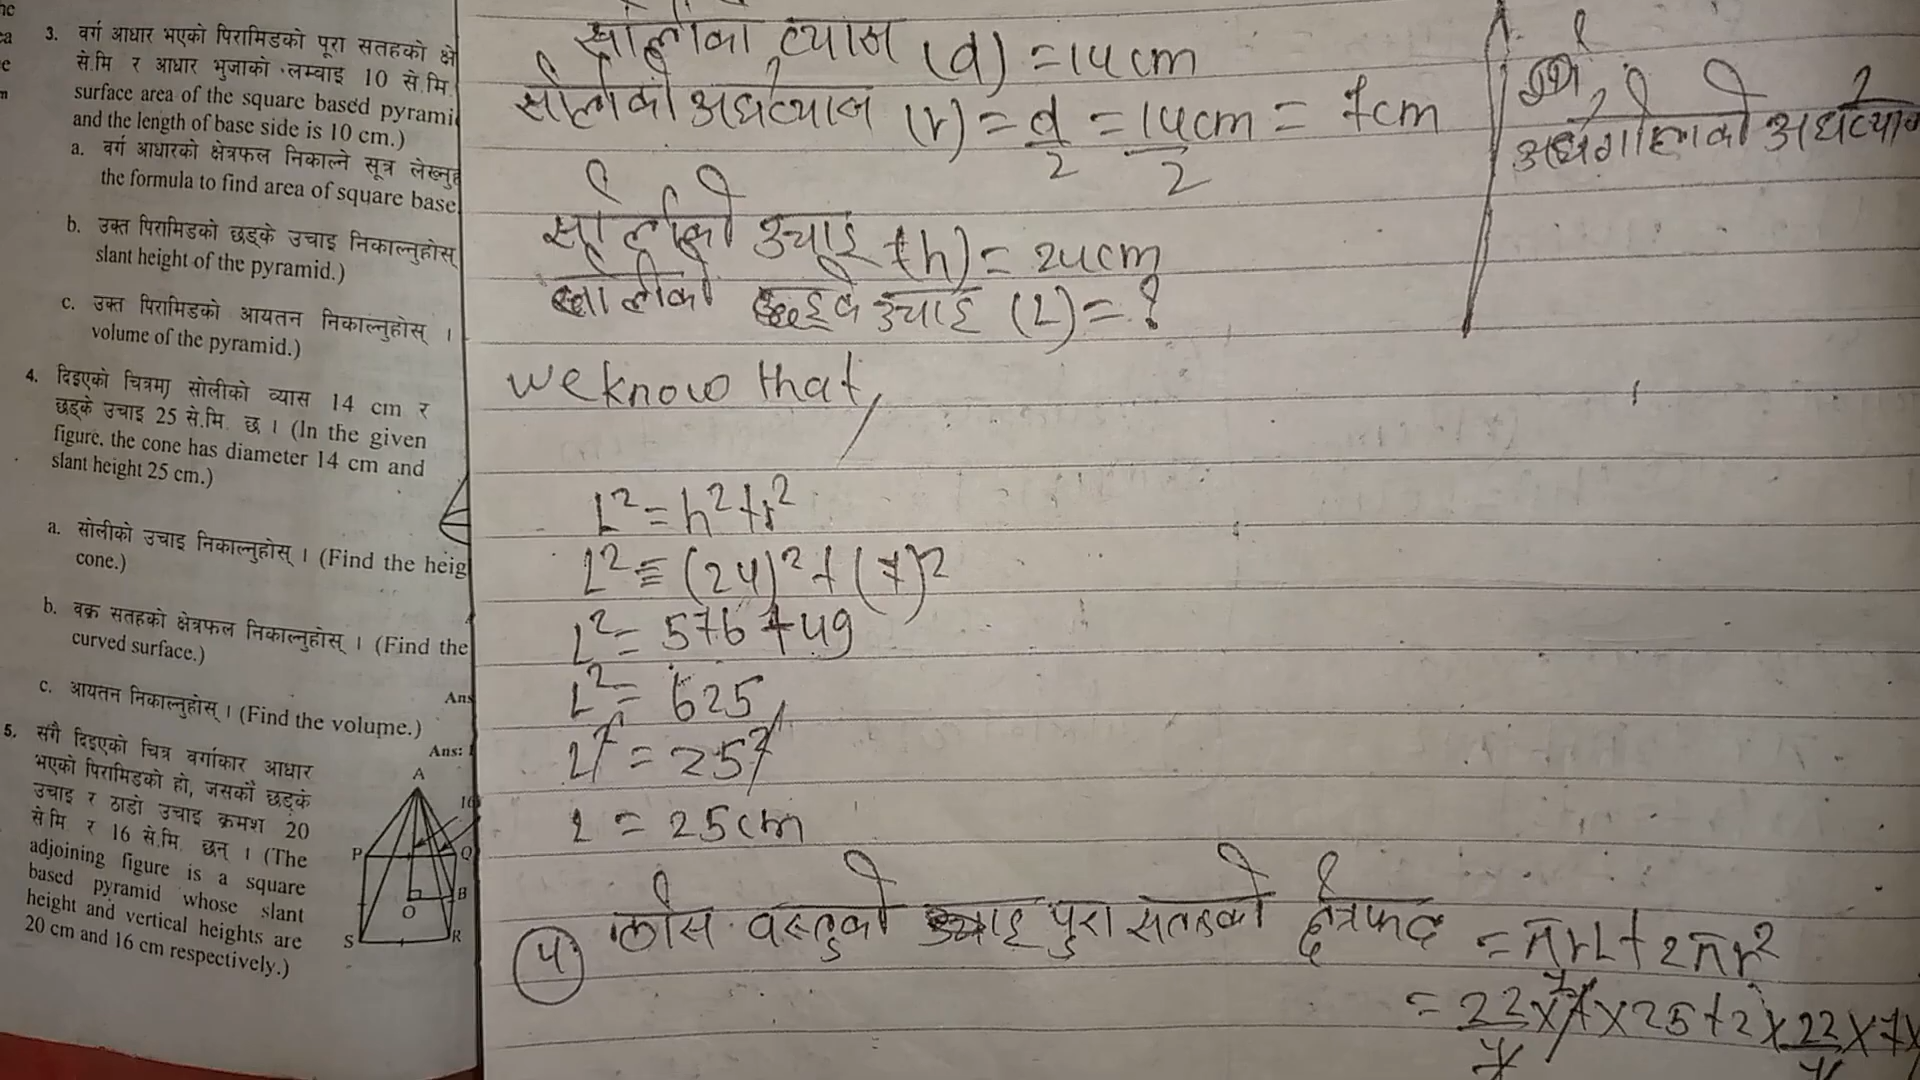 3. वर्ग आधार भएको पिरामिडको पूरा सतहको क्षे
से.मि र आधार भुजाको लम्बाइ 10 से.मि.
surface area of the square based pyrami
and the length of base side is 10 cm.)
a. वर्ग आधारको क्षेत्रफल निकाल्ने सूत्र लेख्नुह
the formula to find area of square base
b. उक्त पिरामिडको छड्के उचाइ निकाल्नुहोस्
slant height of the pyramid.)
c. उक्त पिरामिडको आयतन निकाल्नुहोस् ।
volume of the pyramid.)
4. दिइएको चित्रमा सोलीको व्यास 14 cm र
छड्के उचाइ 25 से.मि. छ । (In the given
figure, the cone has diameter 14 cm and
slant height 25 cm.)
a. सोलीको उचाइ निकाल्नुहोस् । (Find the heig
cone.)
b. वक्र सतहको क्षेत्रफल निकाल्नुहोस् । (Find the
curved surface.)
Ans
c. आयतन निकाल्नुहोस् । (Find the volume.)
Ans:
5. सँगै दिइएको चित्र वर्गाकार आधार
भएको पिरामिडको हो, जसको छड्के
उचाइ र ठाडो उचाइ क्रमश 20
से.मि र 16 से.मि. छन् । (The
adjoining figure is a square
based pyramid whose slant
height and vertical heights are
20 cm and 16 cm respectively.)
A
P Q
O B
S R
सोलीको व्यास (d) = 14cm
सोलीको अर्धव्यास (r) = d/2 = 14cm/2 = 7cm
सोलीको उचाइ (h) = 24cm
सोलीको छड्के उचाइ (L) = ?
we know that,
L² = h² + r²
L² = (24)² + (7)²
L² = 576 + 49
L² = 625
L² = 25²
L = 25cm
अर्धगोलाको अर्धव्यास
4 ठोस वस्तुको पुरा सतहको क्षेत्रफल = πrL + 2πr²
= 22/7 × 7 × 25 + 2 × 22/7 × 7 ×